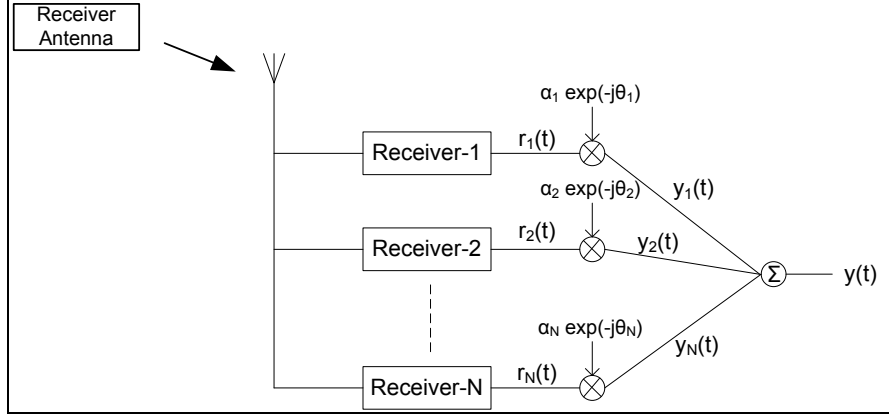 Receiver
Antenna
α₁ exp(-jθ₁)
Receiver-1
r₁(t)
y₁(t)
α₂ exp(-jθ₂)
Receiver-2
r₂(t)
y₂(t)
Σ
y(t)
αN exp(-jθN)
yN(t)
Receiver-N
rN(t)